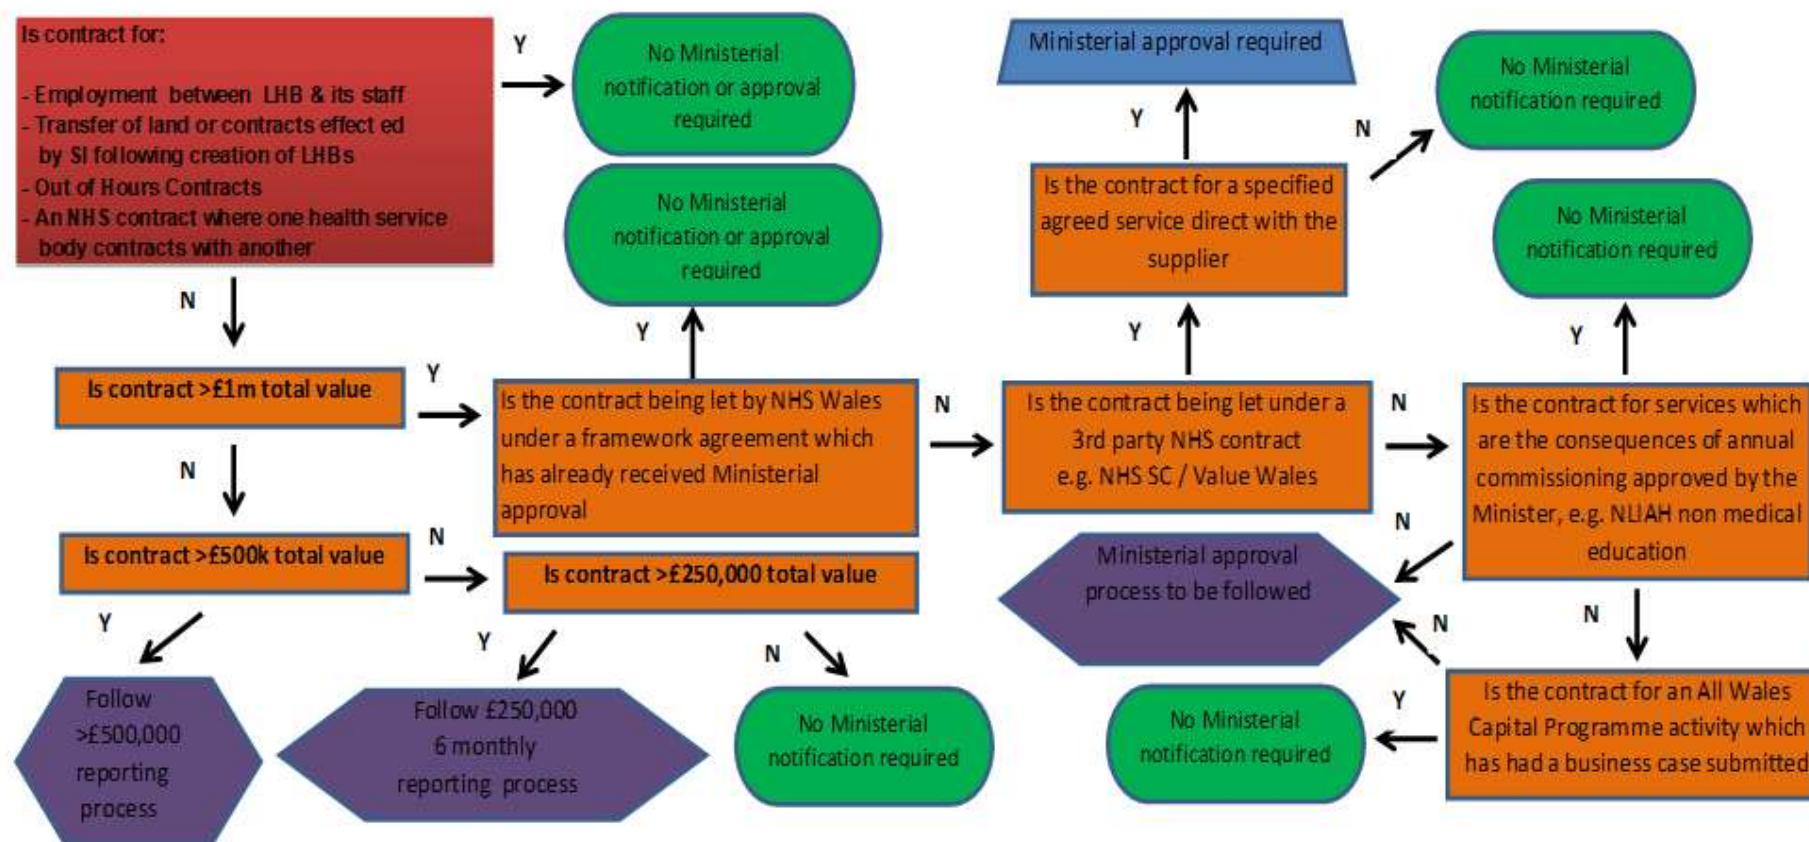 Is contract for:
- Employment between LHB & its staff
- Transfer of land or contracts effect ed
by SI following creation of LHBs
- Out of Hours Contracts
- An NHS contract where one health service
body contracts with another
Y
No Ministerial
notification or approval
required
No Ministerial
notification or approval
required
Y
N
Is contract >£1m total value
Y
N
Is the contract being let by NHS Wales
under a framework agreement which
has already received Ministerial
approval
N
Is contract >£500k total value
N
Is contract >£250,000 total value
Y
Follow
>£500,000
reporting
process
Y
Follow £250,000
6 monthly
reporting process
N
No Ministerial
notification required
Ministerial approval required
Y
N
No Ministerial
notification required
Is the contract for a specified
agreed service direct with the
supplier
Y
No Ministerial
notification required
Y
Is the contract being let under a
3rd party NHS contract
e.g. NHS SC / Value Wales
N
Is the contract for services which
are the consequences of annual
commissioning approved by the
Minister, e.g. NLIAH non medical
education
N
Ministerial approval
process to be followed
N
N
Is the contract for an All Wales
Capital Programme activity which
has had a business case submitted
Y
No Ministerial
notification required